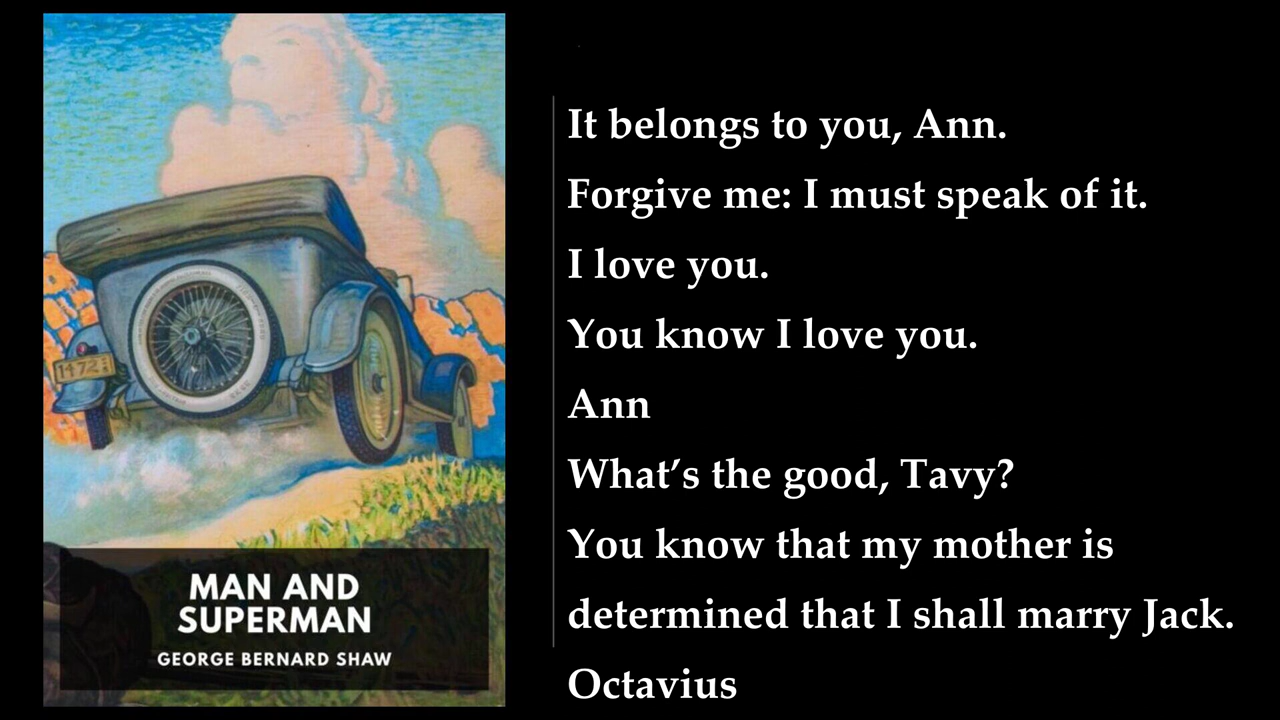 It belongs to you, Ann.
Forgive me: I must speak of it.
I love you.
You know I love you.
Ann
What’s the good, Tavy?
You know that my mother is
determined that I shall marry Jack.
Octavius
1472
MAN AND
SUPERMAN
GEORGE BERNARD SHAW